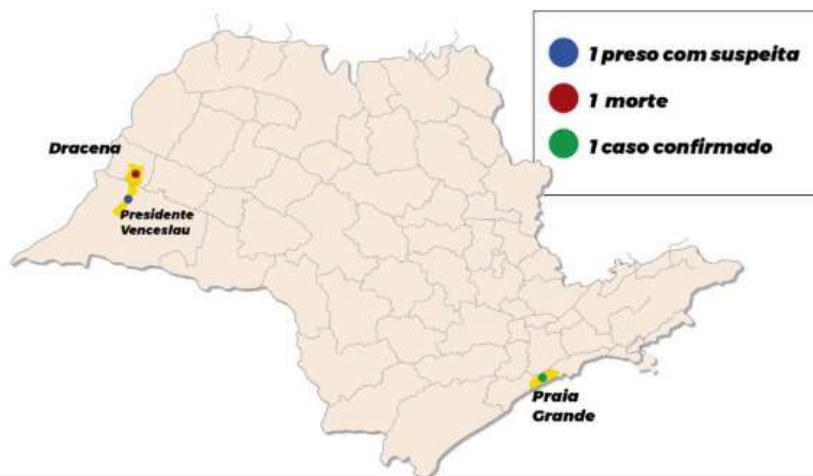 1 preso com suspeita
1 morte
1 caso confirmado
Dracena
Presidente
Venceslau
Praia
Grande